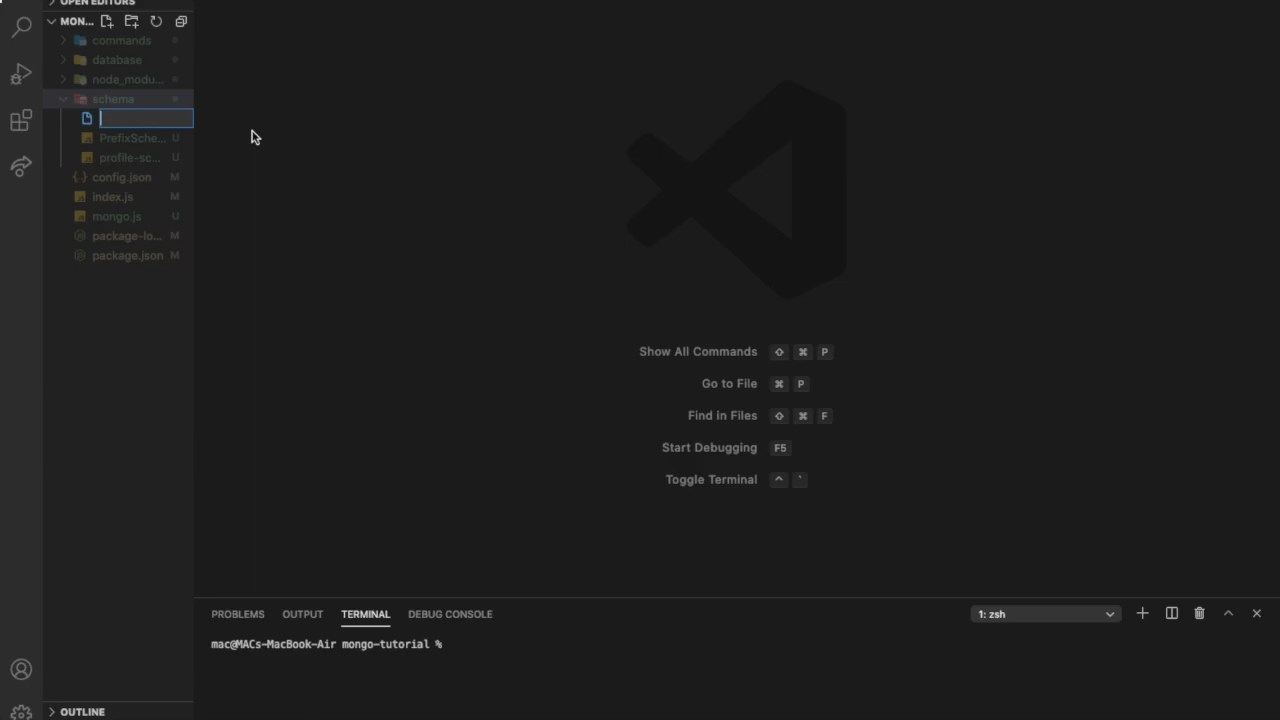 OPEN EDITORS
MON...
commands
database
node_modu...
schema
PrefixSche... U
profile-sc... U
config.json M
index.js M
mongo.js U
package-lo... M
package.json M
Show All Commands ⇧ ⌘ P
Go to File ⌘ P
Find in Files ⇧ ⌘ F
Start Debugging F5
Toggle Terminal ^ `
PROBLEMS OUTPUT TERMINAL DEBUG CONSOLE 1: zsh
mac@MACs-MacBook-Air mongo-tutorial %
OUTLINE